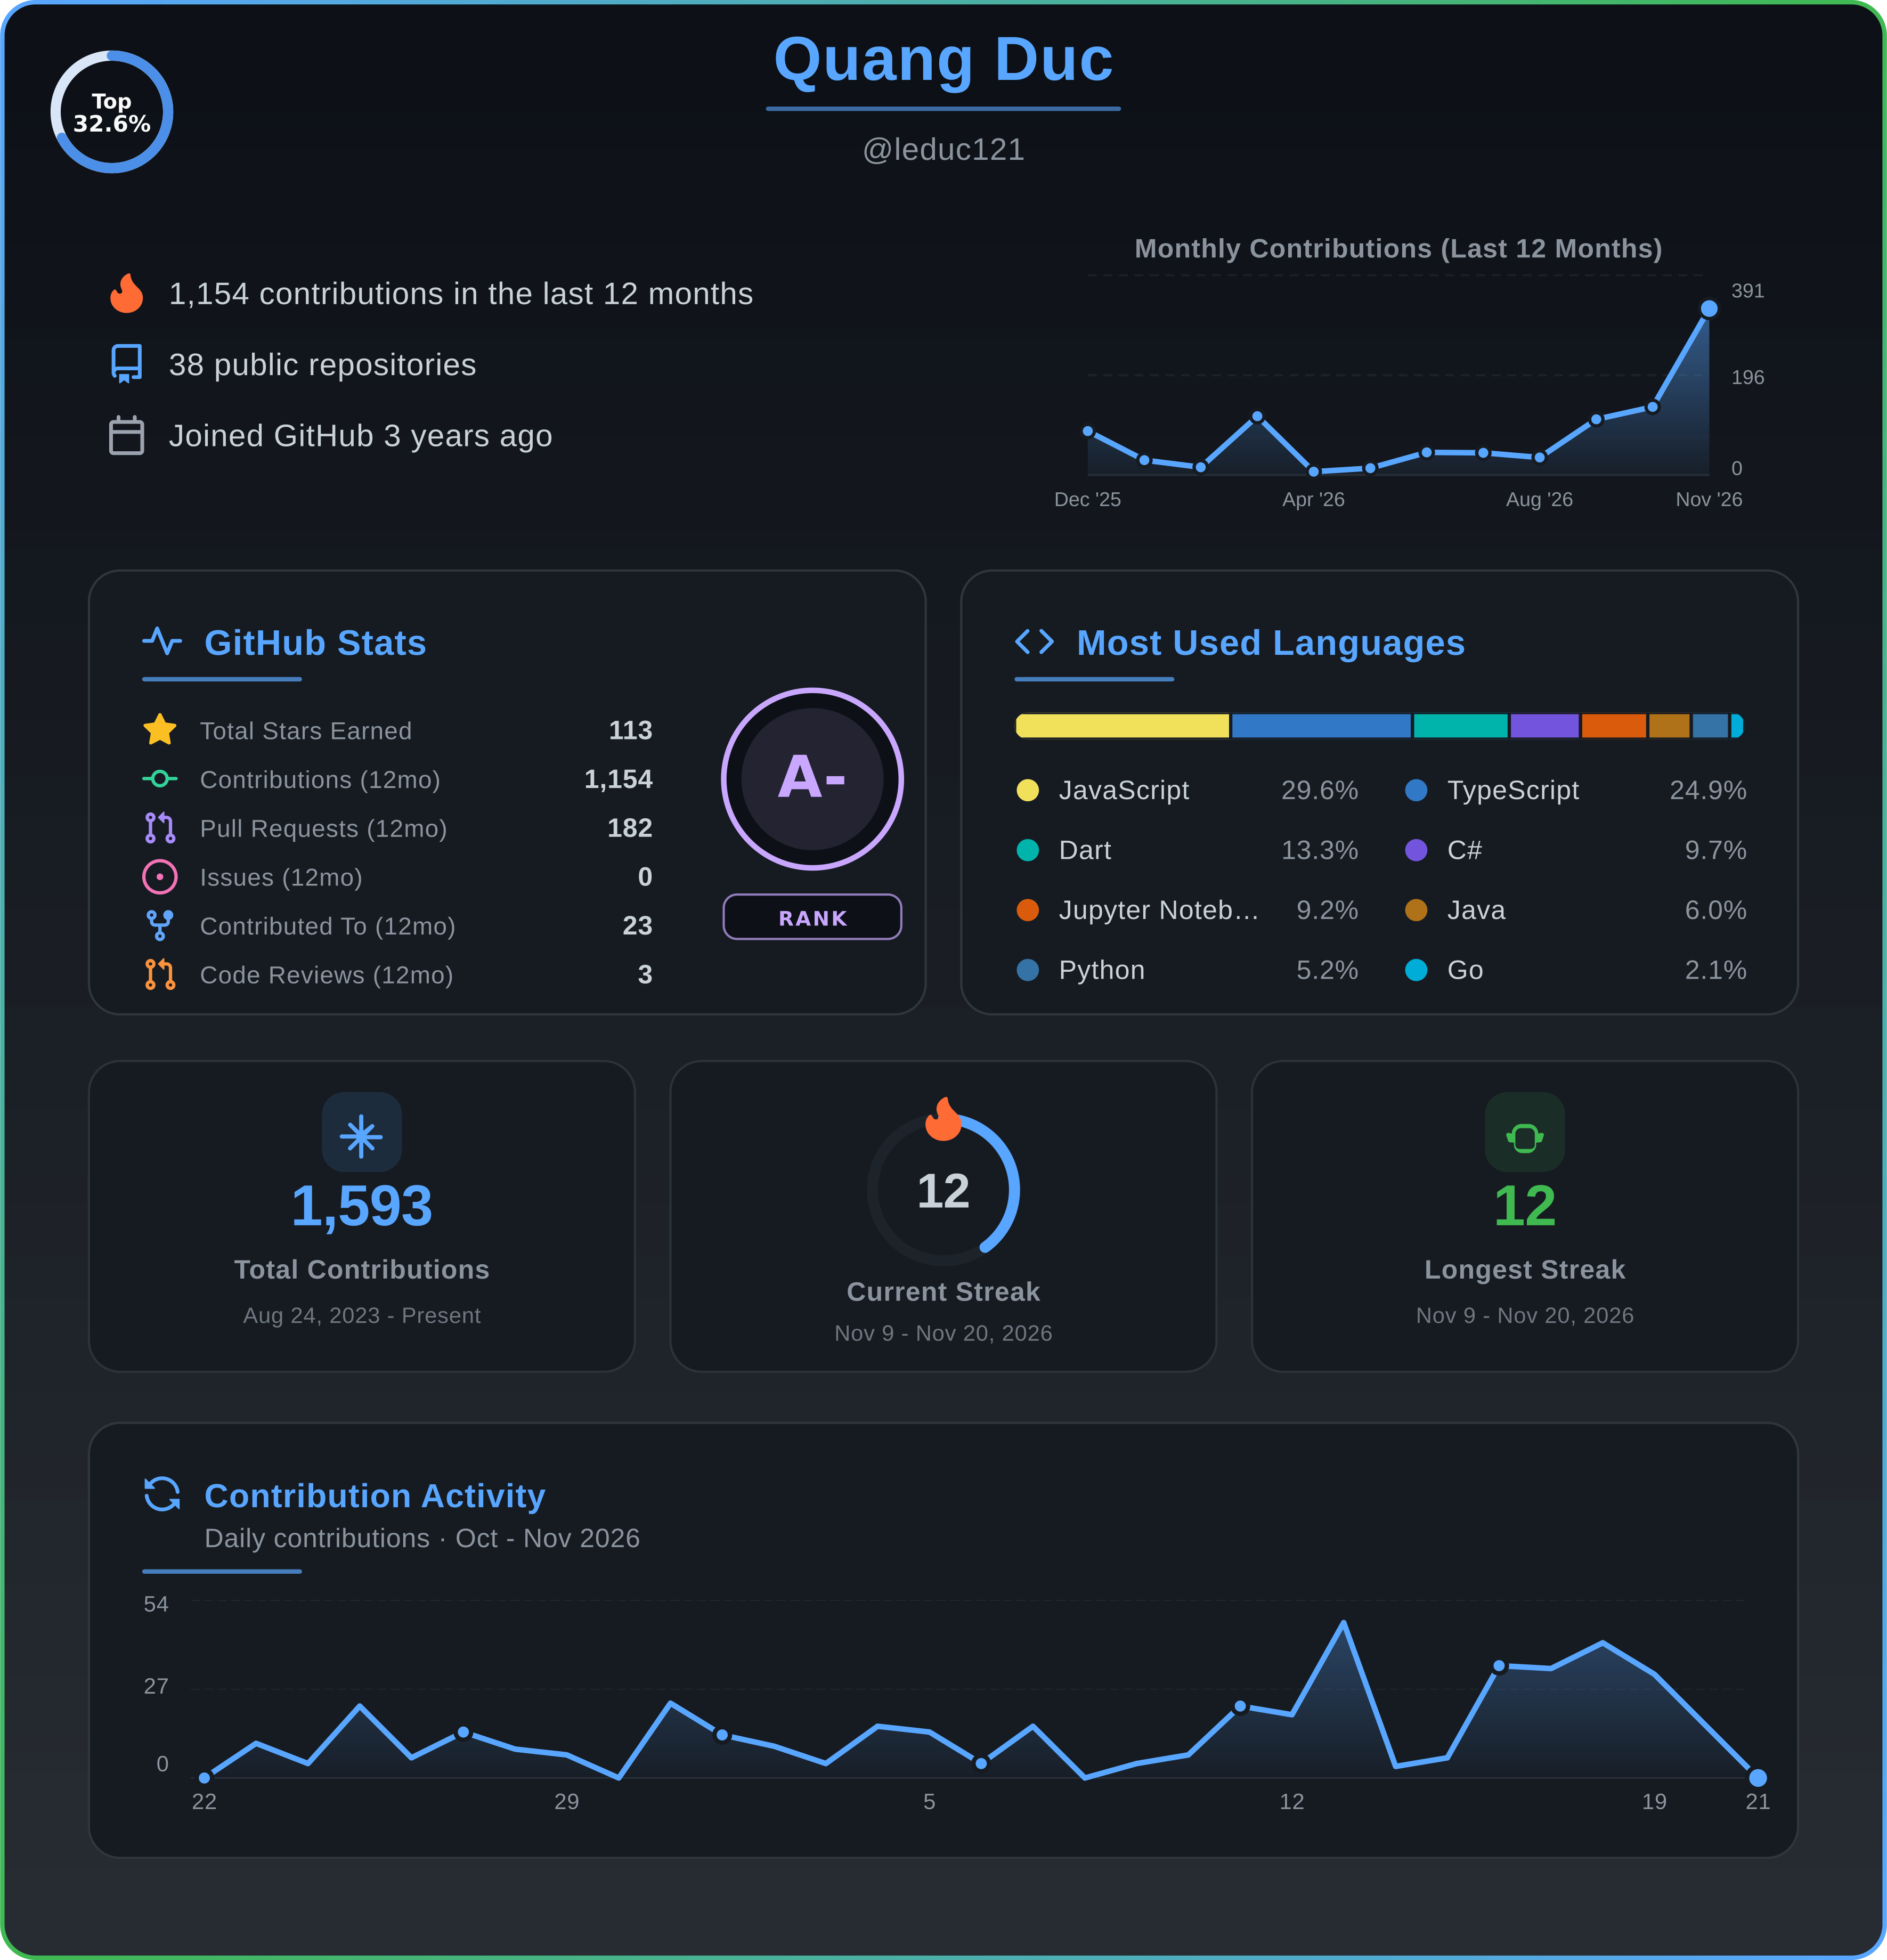 Quang Duc
Top
32.6%
@leduc121
1,154 contributions in the last 12 months
38 public repositories
Joined GitHub 3 years ago
Monthly Contributions (Last 12 Months)
391
196
0
Dec '25 Apr '26 Aug '26 Nov '26
GitHub Stats
Total Stars Earned 113
Contributions (12mo) 1,154
Pull Requests (12mo) 182
Issues (12mo) 0
Contributed To (12mo) 23
Code Reviews (12mo) 3
A-
RANK
Most Used Languages
JavaScript 29.6% TypeScript 24.9%
Dart 13.3% C# 9.7%
Jupyter Noteb… 9.2% Java 6.0%
Python 5.2% Go 2.1%
1,593
Total Contributions
Aug 24, 2023 - Present
12
Current Streak
Nov 9 - Nov 20, 2026
12
Longest Streak
Nov 9 - Nov 20, 2026
Contribution Activity
Daily contributions · Oct - Nov 2026
54
27
0
22 29 5 12 19 21